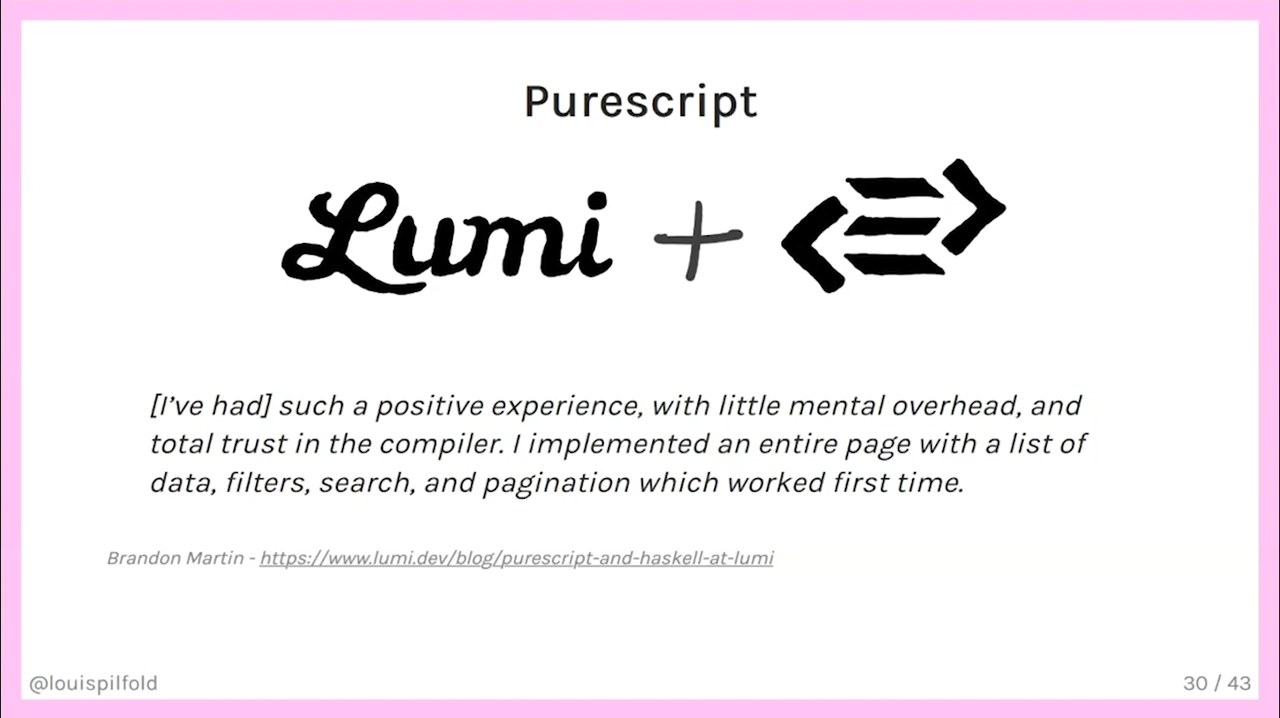 Purescript
Lumi +
[I’ve had] such a positive experience, with little mental overhead, and
total trust in the compiler. I implemented an entire page with a list of
data, filters, search, and pagination which worked first time.
Brandon Martin - https://www.lumi.dev/blog/purescript-and-haskell-at-lumi
@louispilfold
30 / 43